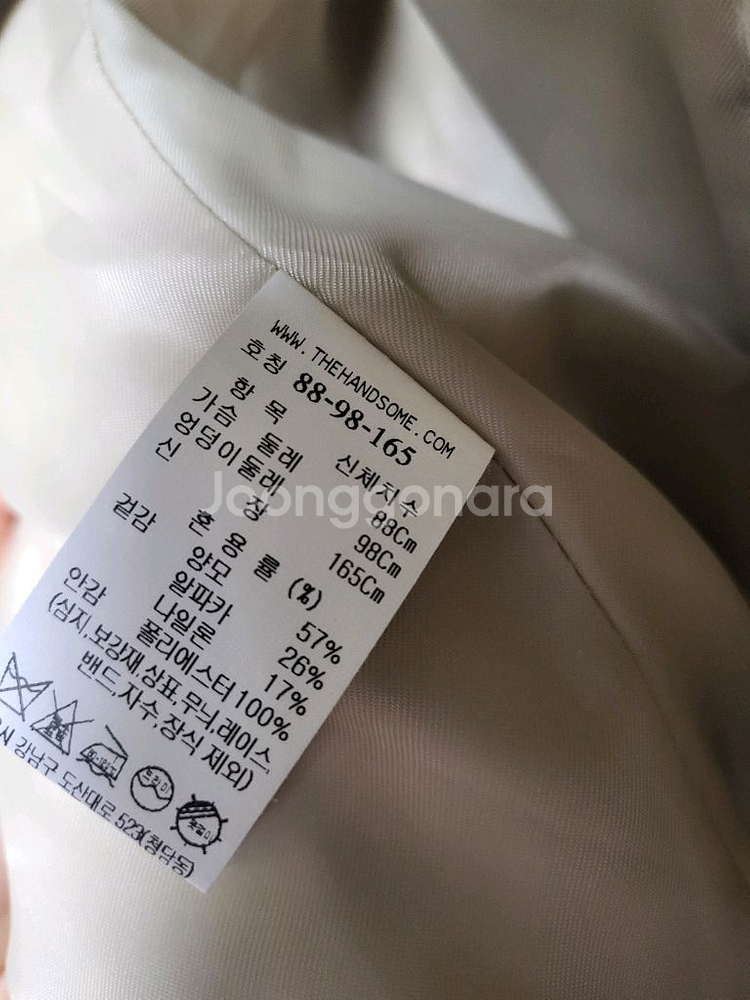 WWW.THEHANDSOME.COM
호칭 88-98-165
항 목 신체치수
가슴 둘레 88Cm
엉덩이둘레 98Cm
신 장 165Cm
혼 용 률 (%)
겉감 양모 57%
알파카 26%
나일론 17%
안감 폴리에스터 100%
(심지,보강재,상표,무늬,레이스,
밴드,자수,장식 제외)
드라이
강남구 도산대로 523(청담동)
Joonggonara